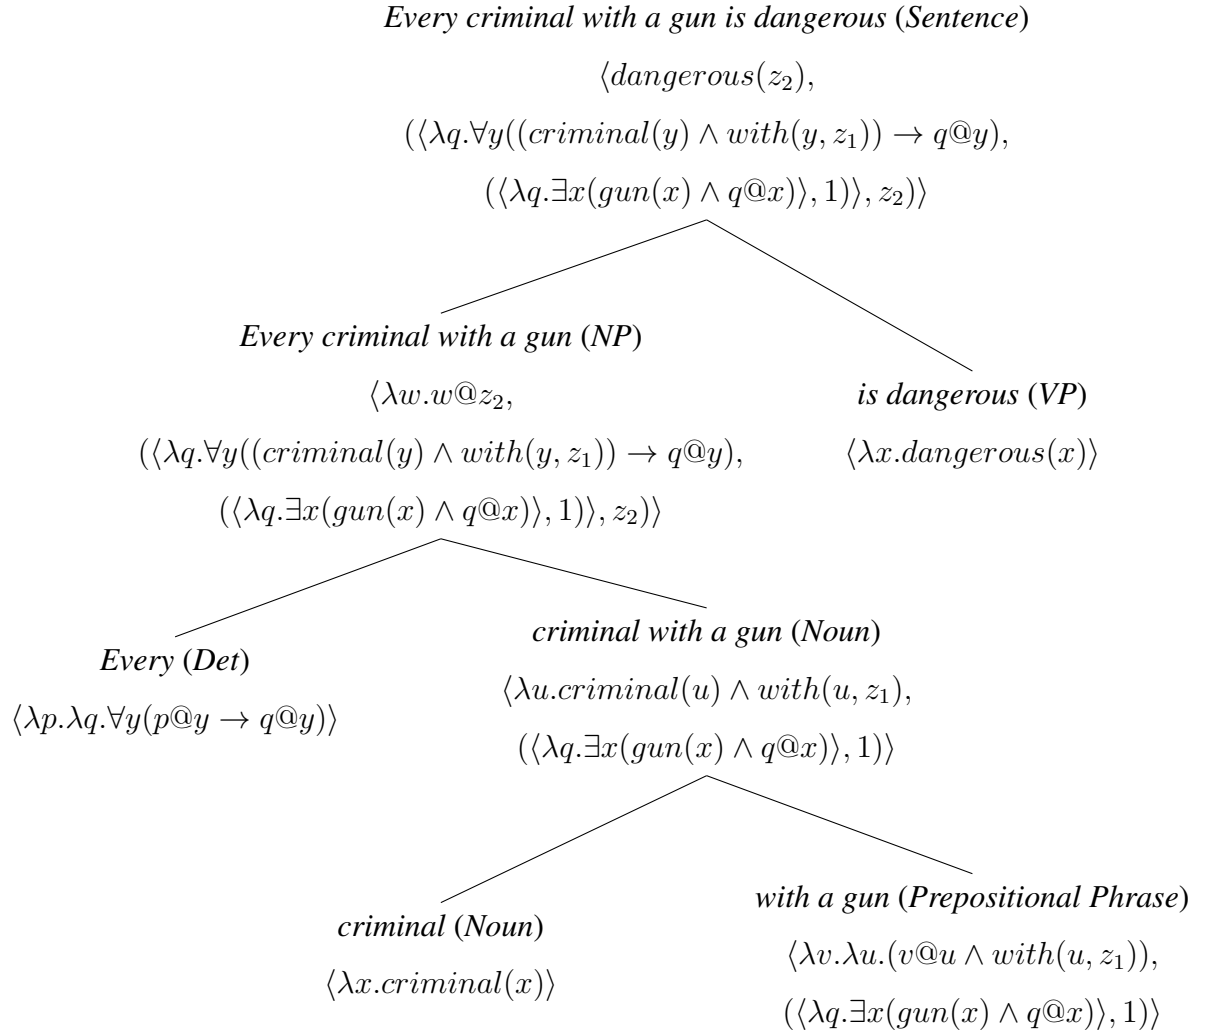 Every criminal with a gun is dangerous (Sentence)
⟨dangerous(z₂),
(⟨λq.∀y((criminal(y) ∧ with(y, z₁)) → q@y),
(⟨λq.∃x(gun(x) ∧ q@x)⟩, 1)⟩, z₂)⟩
Every criminal with a gun (NP)
⟨λw.w@z₂,
(⟨λq.∀y((criminal(y) ∧ with(y, z₁)) → q@y),
(⟨λq.∃x(gun(x) ∧ q@x)⟩, 1)⟩, z₂)⟩
is dangerous (VP)
⟨λx.dangerous(x)⟩
Every (Det)
⟨λp.λq.∀y(p@y → q@y)⟩
criminal with a gun (Noun)
⟨λu.criminal(u) ∧ with(u, z₁),
(⟨λq.∃x(gun(x) ∧ q@x)⟩, 1)⟩
criminal (Noun)
⟨λx.criminal(x)⟩
with a gun (Prepositional Phrase)
⟨λv.λu.(v@u ∧ with(u, z₁)),
(⟨λq.∃x(gun(x) ∧ q@x)⟩, 1)⟩